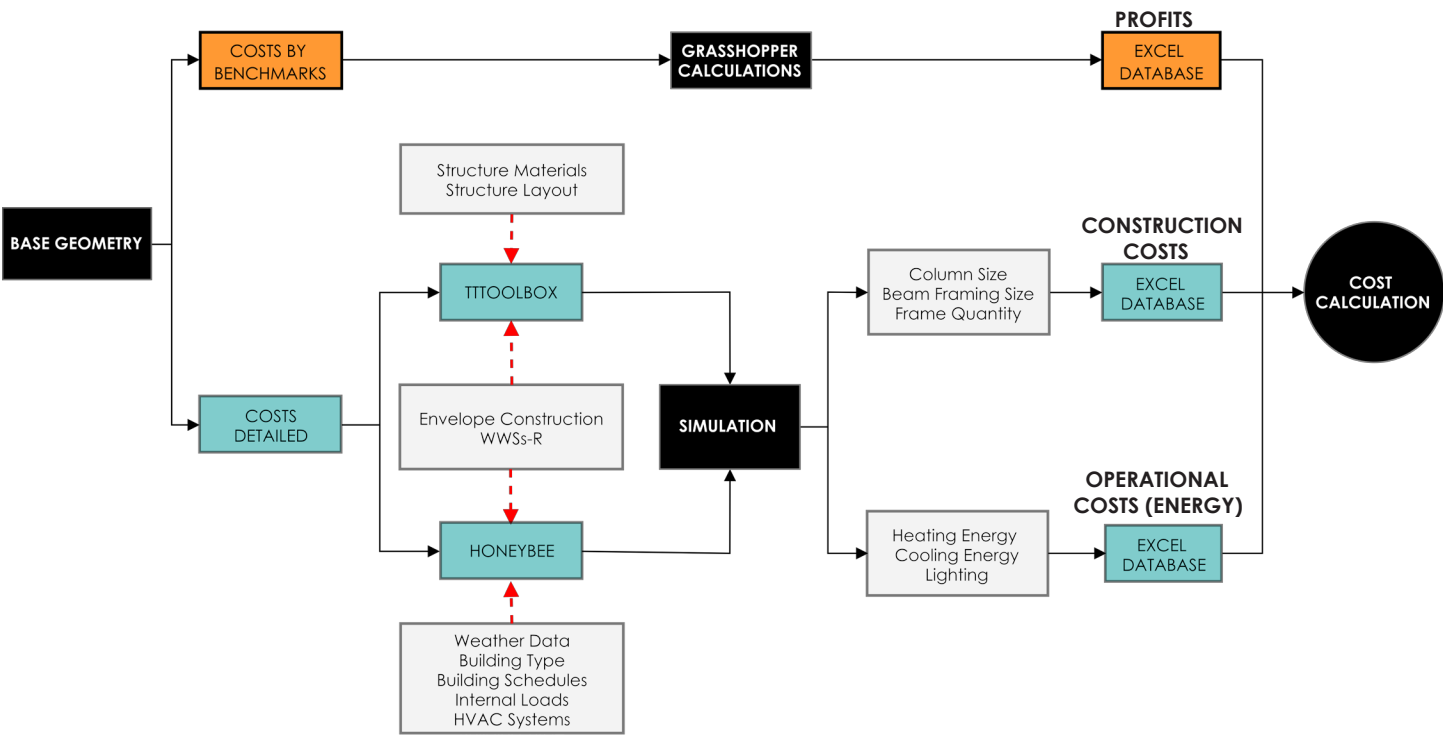 PROFITS
COSTS BY
BENCHMARKS
GRASSHOPPER
CALCULATIONS
EXCEL
DATABASE
Structure Materials
Structure Layout
BASE GEOMETRY
TTTOOLBOX
CONSTRUCTION
COSTS
Column Size
Beam Framing Size
Frame Quantity
EXCEL
DATABASE
COST
CALCULATION
COSTS
DETAILED
Envelope Construction
WWSs-R
SIMULATION
HONEYBEE
OPERATIONAL
COSTS (ENERGY)
Heating Energy
Cooling Energy
Lighting
EXCEL
DATABASE
Weather Data
Building Type
Building Schedules
Internal Loads
HVAC Systems